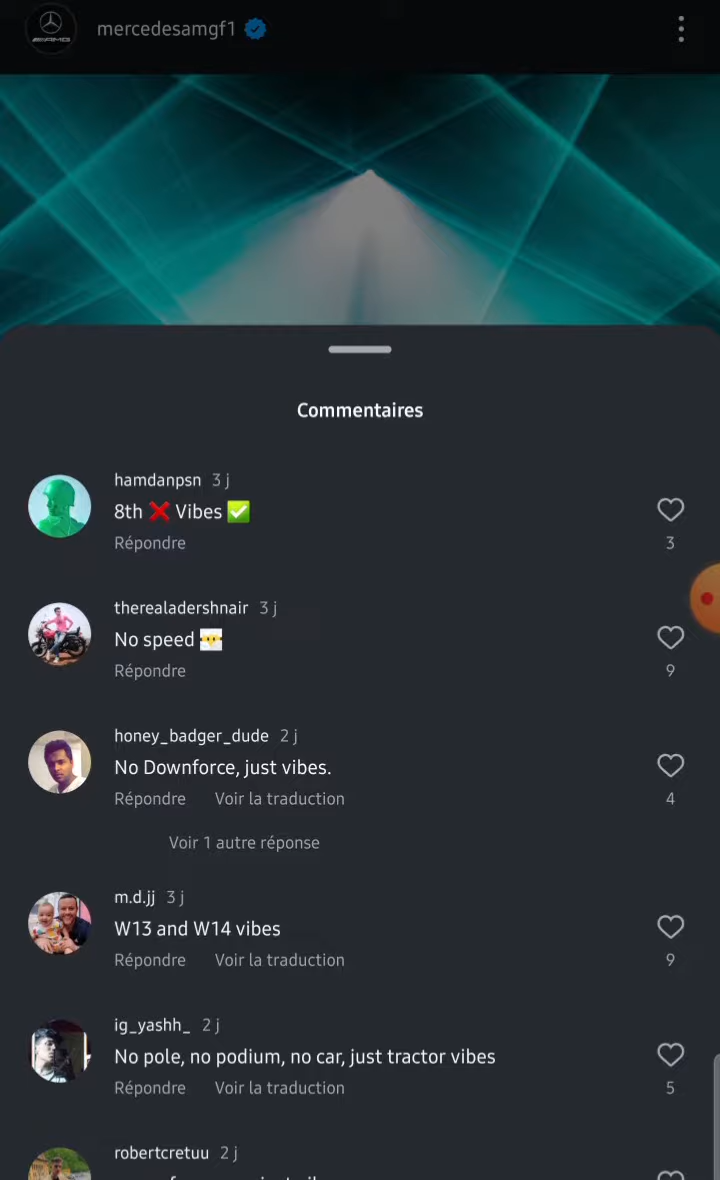 mercedesamgf1
Commentaires
hamdanpsn 3 j
8th ❌ Vibes ✅
Répondre
3
therealadershnair 3 j
No speed
Répondre
9
honey_badger_dude 2 j
No Downforce, just vibes.
Répondre Voir la traduction
4
Voir 1 autre réponse
m.d.jj 3 j
W13 and W14 vibes
Répondre Voir la traduction
9
ig_yashh_ 2 j
No pole, no podium, no car, just tractor vibes
Répondre Voir la traduction
5
robertcretuu 2 j